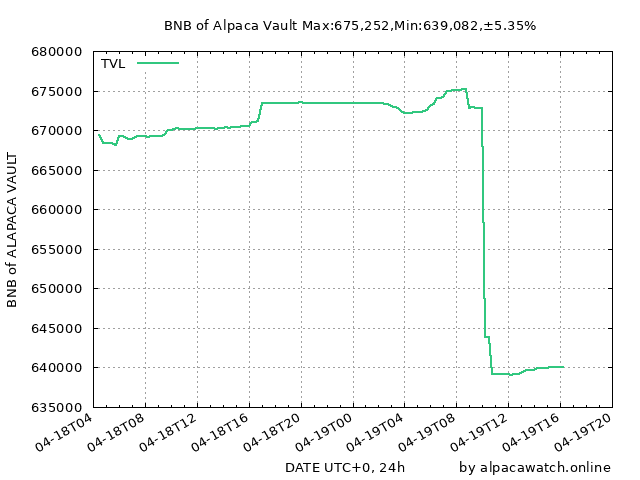 BNB of Alpaca Vault Max:675,252,Min:639,082,±5.35%
TVL
680000
675000
670000
665000
660000
655000
650000
645000
640000
635000
BNB of ALAPACA VAULT
04-18T04
04-18T08
04-18T12
04-18T16
04-18T20
04-19T00
04-19T04
04-19T08
04-19T12
04-19T16
04-19T20
DATE UTC+0, 24h
by alpacawatch.online